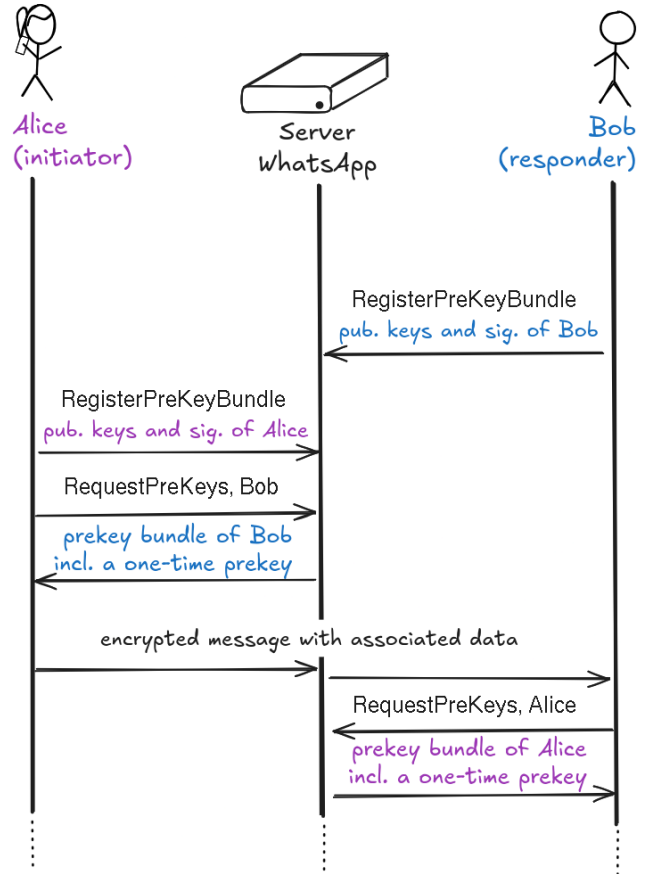 Alice
(initiator)
Server
WhatsApp
Bob
(responder)
RegisterPreKeyBundle
pub. keys and sig. of Bob
RegisterPreKeyBundle
pub. keys and sig. of Alice
RequestPreKeys, Bob
prekey bundle of Bob
incl. a one-time prekey
encrypted message with associated data
RequestPreKeys, Alice
prekey bundle of Alice
incl. a one-time prekey